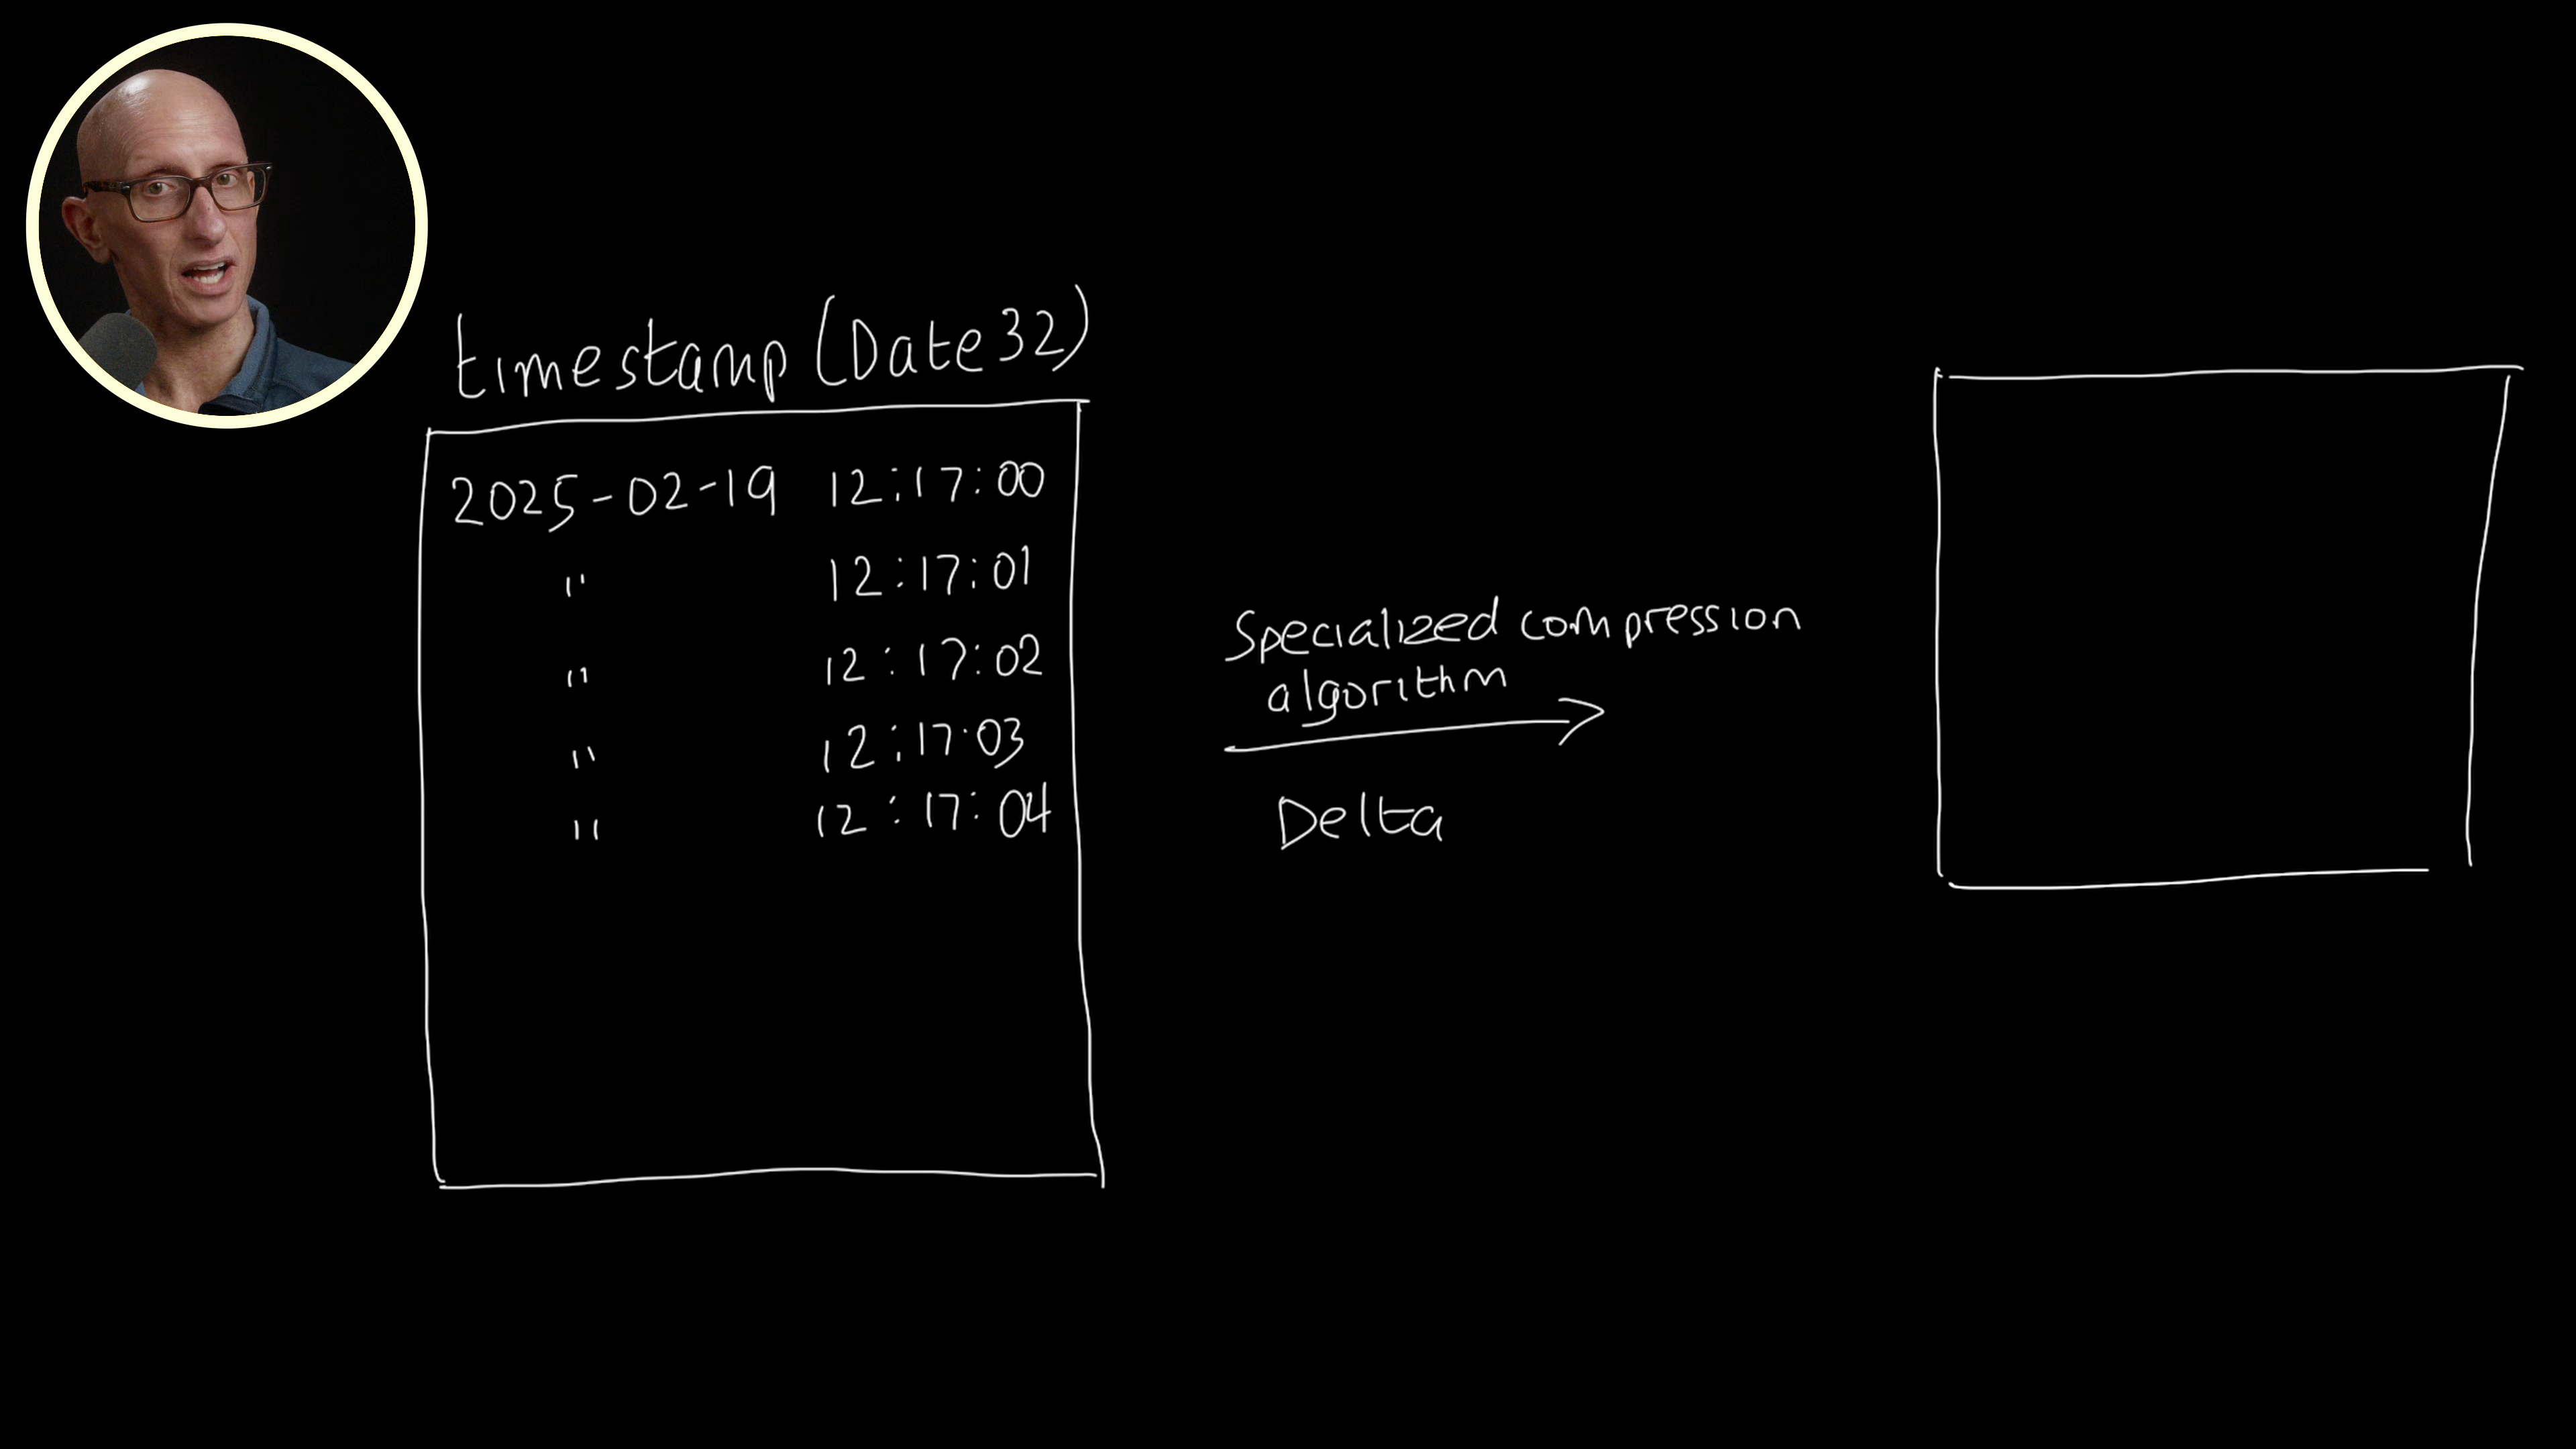 timestamp (Date32)
2025-02-19 12:17:00
" 12:17:01
" 12:17:02
" 12:17:03
" 12:17:04
Specialized compression
algorithm
Delta